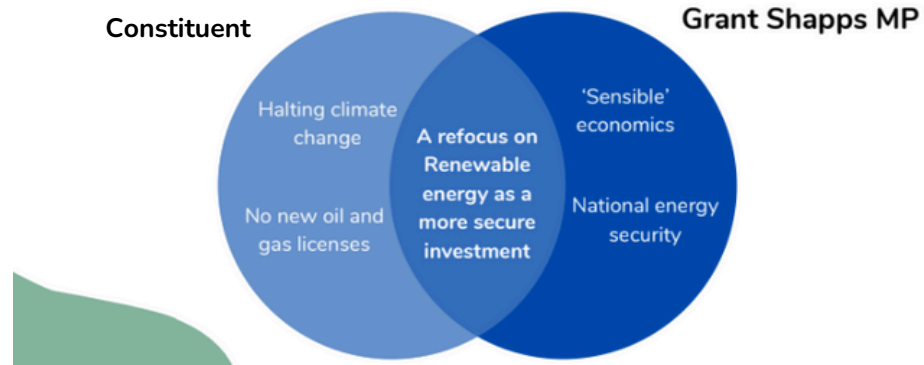 Constituent
Grant Shapps MP
Halting climate
change
No new oil and
gas licenses
A refocus on
Renewable
energy as a
more secure
investment
‘Sensible’
economics
National energy
security